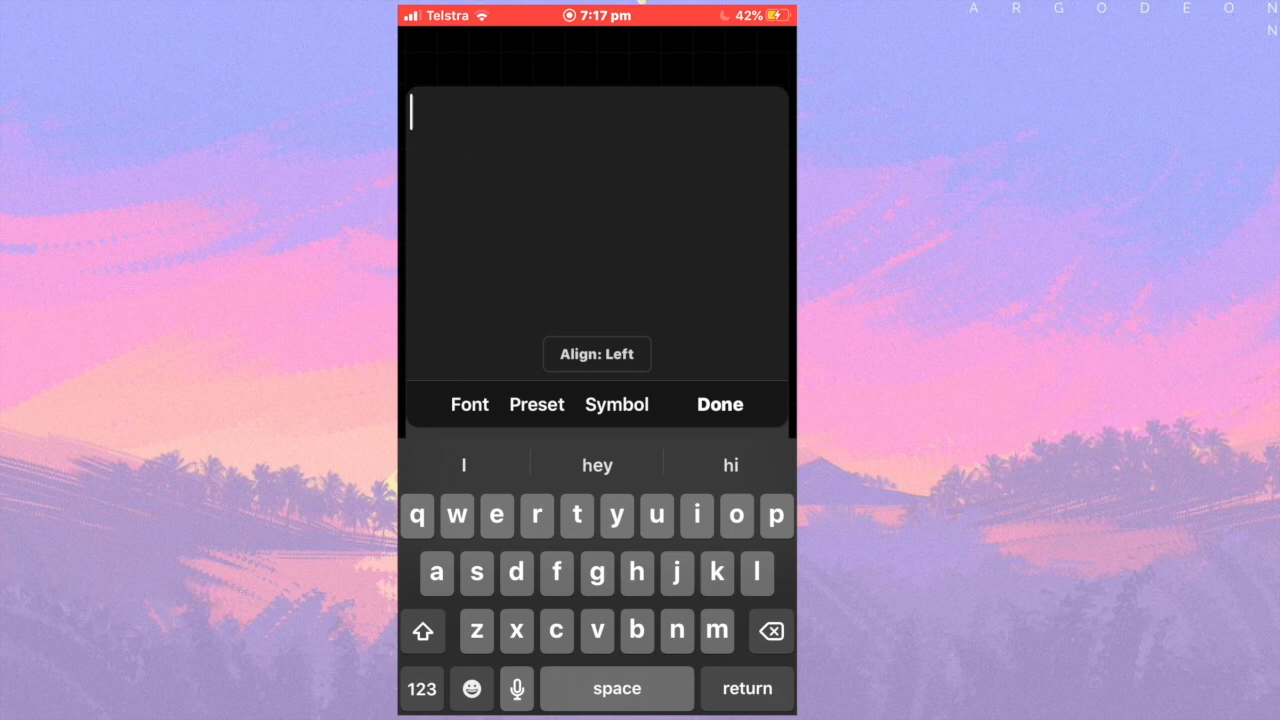 Telstra 7:17 pm 42%
A R G O D E O N
N
Align: Left
Font Preset Symbol Done
I hey hi
q w e r t y u i o p
a s d f g h j k l
z x c v b n m
123 space return